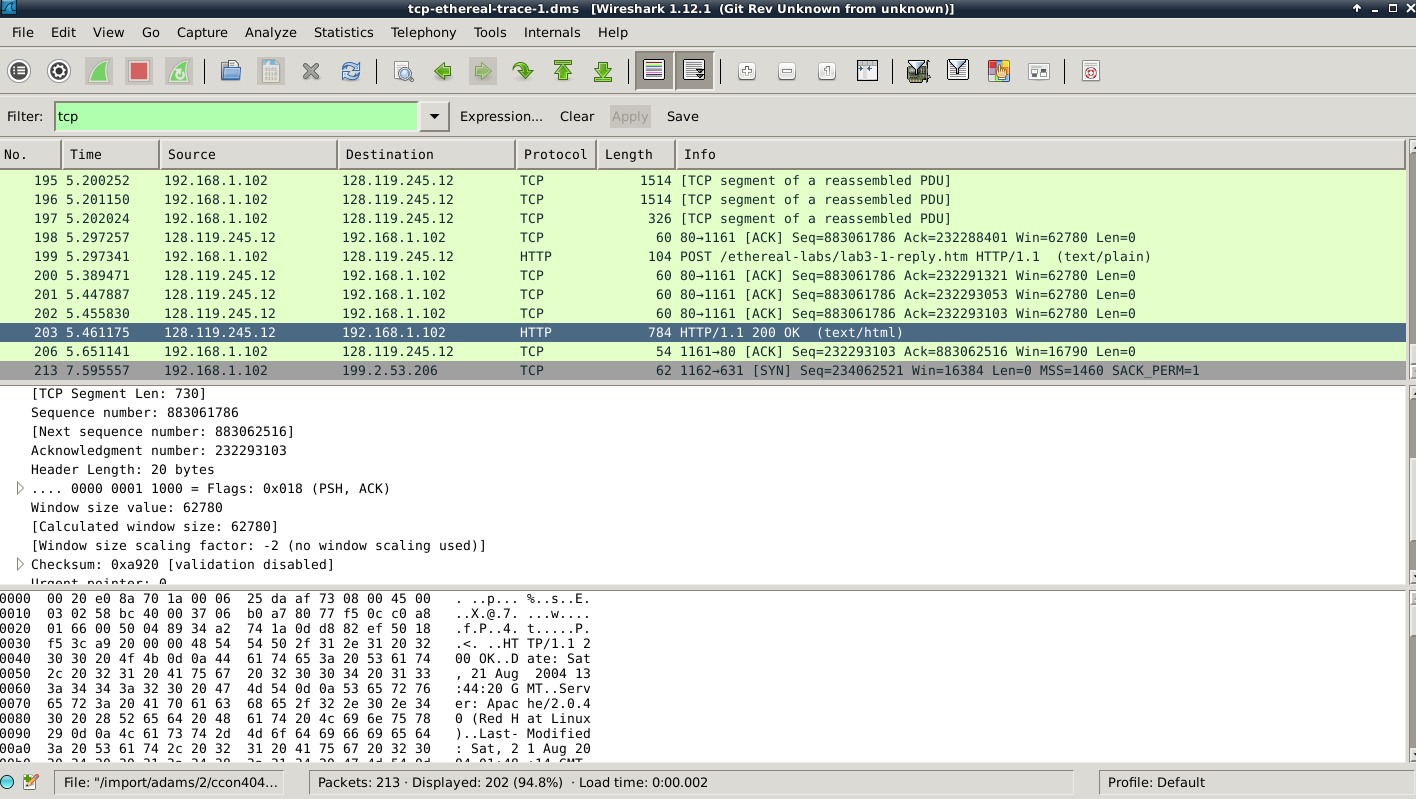 tcp-ethereal-trace-1.dms [Wireshark 1.12.1 (Git Rev Unknown from unknown)]
File Edit View Go Capture Analyze Statistics Telephony Tools Internals Help
Filter: tcp Expression... Clear Apply Save
No. Time Source Destination Protocol Length Info
195 5.200252 192.168.1.102 128.119.245.12 TCP 1514 [TCP segment of a reassembled PDU]
196 5.201150 192.168.1.102 128.119.245.12 TCP 1514 [TCP segment of a reassembled PDU]
197 5.202024 192.168.1.102 128.119.245.12 TCP 326 [TCP segment of a reassembled PDU]
198 5.297257 128.119.245.12 192.168.1.102 TCP 60 80→1161 [ACK] Seq=883061786 Ack=232288401 Win=62780 Len=0
199 5.297341 192.168.1.102 128.119.245.12 HTTP 104 POST /ethereal-labs/lab3-1-reply.htm HTTP/1.1 (text/plain)
200 5.389471 128.119.245.12 192.168.1.102 TCP 60 80→1161 [ACK] Seq=883061786 Ack=232291321 Win=62780 Len=0
201 5.447887 128.119.245.12 192.168.1.102 TCP 60 80→1161 [ACK] Seq=883061786 Ack=232293053 Win=62780 Len=0
202 5.455830 128.119.245.12 192.168.1.102 TCP 60 80→1161 [ACK] Seq=883061786 Ack=232293103 Win=62780 Len=0
203 5.461175 128.119.245.12 192.168.1.102 HTTP 784 HTTP/1.1 200 OK (text/html)
206 5.651141 192.168.1.102 128.119.245.12 TCP 54 1161→80 [ACK] Seq=232293103 Ack=883062516 Win=16790 Len=0
213 7.595557 192.168.1.102 199.2.53.206 TCP 62 1162→631 [SYN] Seq=234062521 Win=16384 Len=0 MSS=1460 SACK_PERM=1
[TCP Segment Len: 730]
Sequence number: 883061786
[Next sequence number: 883062516]
Acknowledgment number: 232293103
Header Length: 20 bytes
.... 0000 0001 1000 = Flags: 0x018 (PSH, ACK)
Window size value: 62780
[Calculated window size: 62780]
[Window size scaling factor: -2 (no window scaling used)]
Checksum: 0xa920 [validation disabled]
Urgent pointer: 0
0000 00 20 e0 8a 70 1a 00 06 25 da af 73 08 00 45 00 . ..p... %..s..E.
0010 03 02 58 bc 40 00 37 06 b0 a7 80 77 f5 0c c0 a8 ..X.@.7. ...w....
0020 01 66 00 50 04 89 34 a2 74 1a 0d d8 82 ef 50 18 .f.P..4. t.....P.
0030 f5 3c a9 20 00 00 48 54 54 50 2f 31 2e 31 20 32 .<. ..HT TP/1.1 2
0040 30 30 20 4f 4b 0d 0a 44 61 74 65 3a 20 53 61 74 00 OK..D ate: Sat
0050 2c 20 32 31 20 41 75 67 20 32 30 30 34 20 31 33 , 21 Aug 2004 13
0060 3a 34 34 3a 32 30 20 47 4d 54 0d 0a 53 65 72 76 :44:20 G MT..Serv
0070 65 72 3a 20 41 70 61 63 68 65 2f 32 2e 30 2e 34 er: Apac he/2.0.4
0080 30 20 28 52 65 64 20 48 61 74 20 4c 69 6e 75 78 0 (Red H at Linux
0090 29 0d 0a 4c 61 73 74 2d 4d 6f 64 69 66 69 65 64 )..Last- Modified
00a0 3a 20 53 61 74 2c 20 32 31 20 41 75 67 20 32 30 : Sat, 2 1 Aug 20
File: "/import/adams/2/ccon404... Packets: 213 · Displayed: 202 (94.8%) · Load time: 0:00.002 Profile: Default